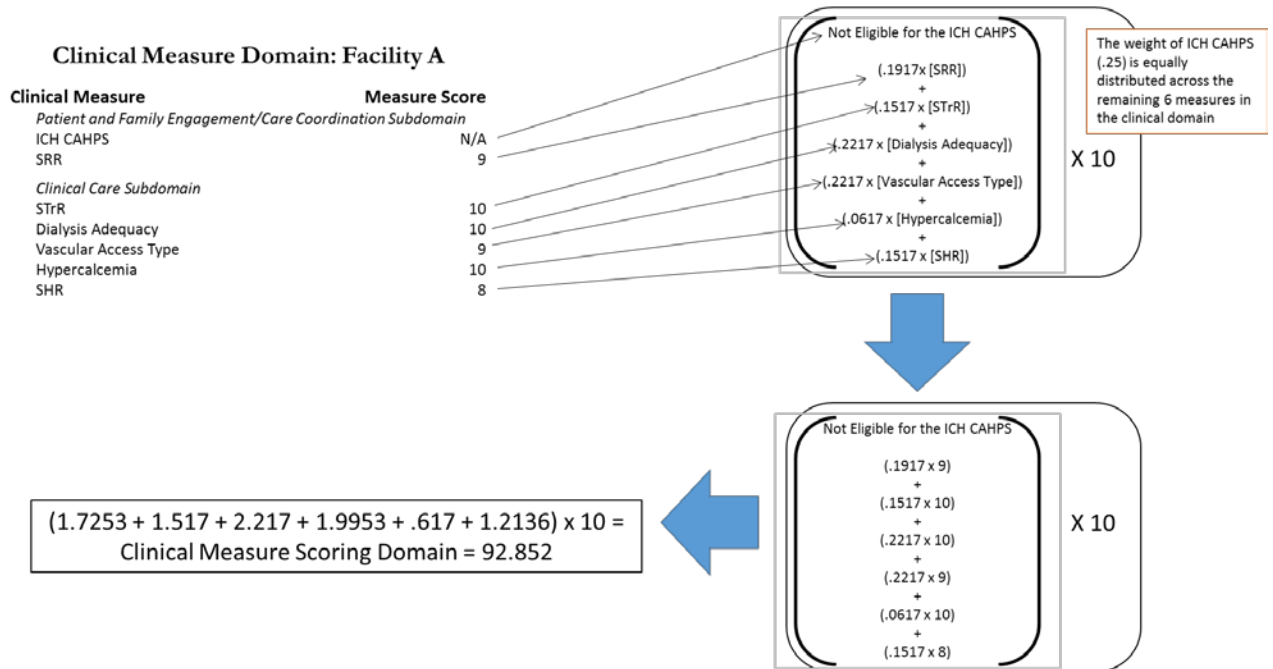 Clinical Measure Domain: Facility A
Clinical Measure Measure Score
Patient and Family Engagement/Care Coordination Subdomain
ICH CAHPS N/A
SRR 9
Clinical Care Subdomain
STrR 10
Dialysis Adequacy 10
Vascular Access Type 9
Hypercalcemia 10
SHR 8
Not Eligible for the ICH CAHPS
(.1917x [SRR])
+
(.1517 x [STrR])
+
(.2217 x [Dialysis Adequacy])
+
(.2217 x [Vascular Access Type])
+
(.0617 x [Hypercalcemia])
+
(.1517 x [SHR])
X 10
The weight of ICH CAHPS
(.25) is equally
distributed across the
remaining 6 measures in
the clinical domain
Not Eligible for the ICH CAHPS
(.1917 x 9)
+
(.1517 x 10)
+
(.2217 x 10)
+
(.2217 x 9)
+
(.0617 x 10)
+
(.1517 x 8)
X 10
(1.7253 + 1.517 + 2.217 + 1.9953 + .617 + 1.2136) x 10 =
Clinical Measure Scoring Domain = 92.852